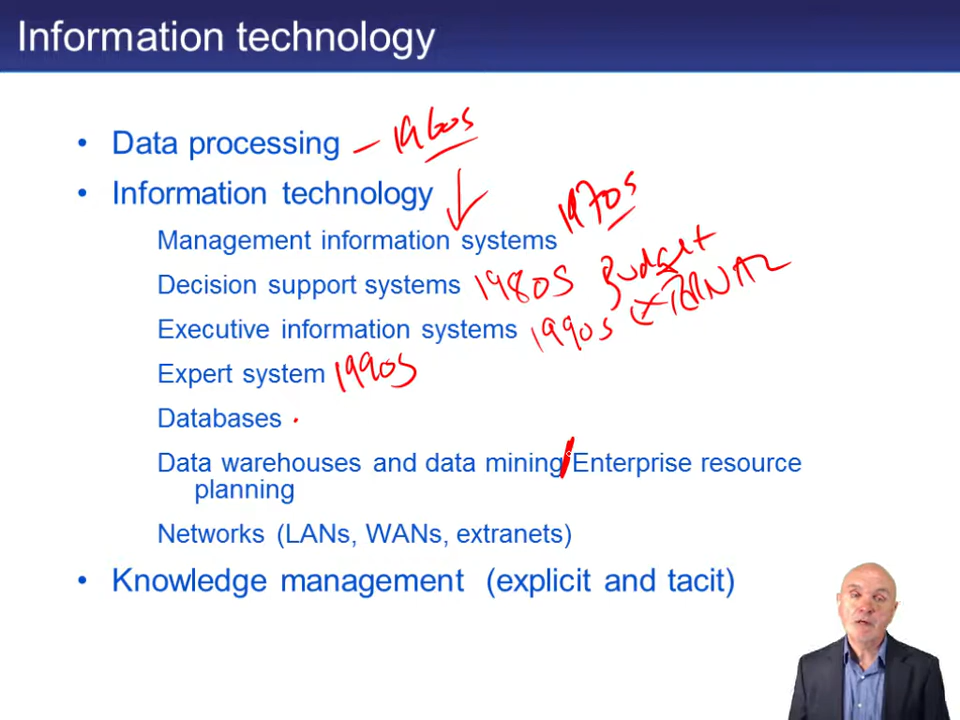 Information technology
• Data processing – 1960s
• Information technology
Management information systems 1970s
Decision support systems 1980s Budget
Executive information systems 1990s EXTERNAL
Expert system 1990s
Databases
Data warehouses and data mining/Enterprise resource
planning
Networks (LANs, WANs, extranets)
• Knowledge management (explicit and tacit)